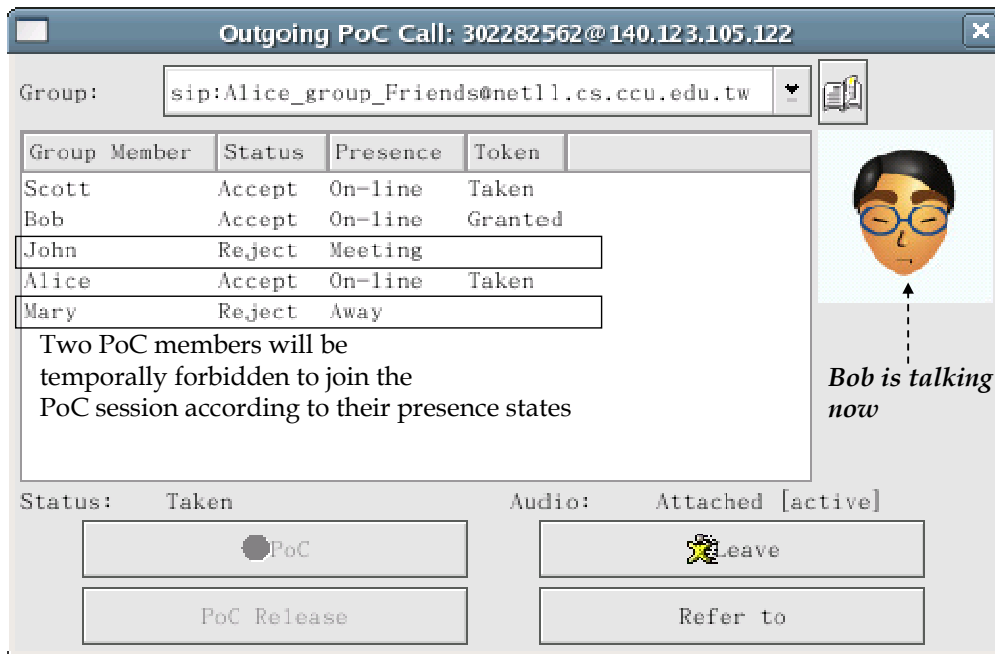 Outgoing PoC Call: 302282562@140.123.105.122
Group: sip:Alice_group_Friends@net11.cs.ccu.edu.tw
Group Member Status Presence Token
Scott Accept On-line Taken
Bob Accept On-line Granted
John Reject Meeting
Alice Accept On-line Taken
Mary Reject Away
Two PoC members will be
temporally forbidden to join the
PoC session according to their presence states
Bob is talking
now
Status: Taken Audio: Attached [active]
PoC Leave
PoC Release Refer to